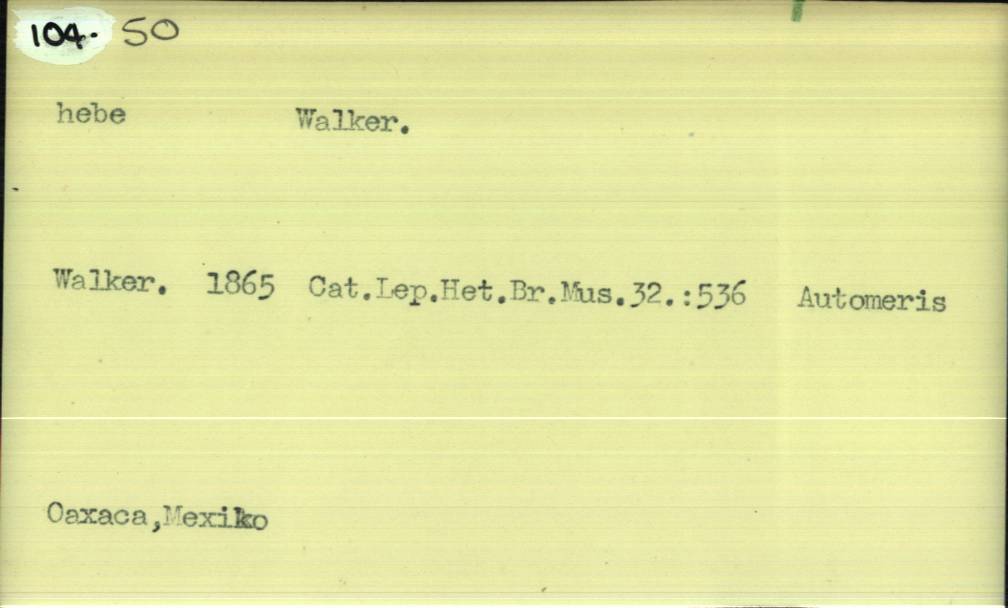 104. 50
hebe Walker.
Walker. 1865 Cat.Lep.Het.Br.Mus.32.:536 Automeris
Oaxaca,Mexiko